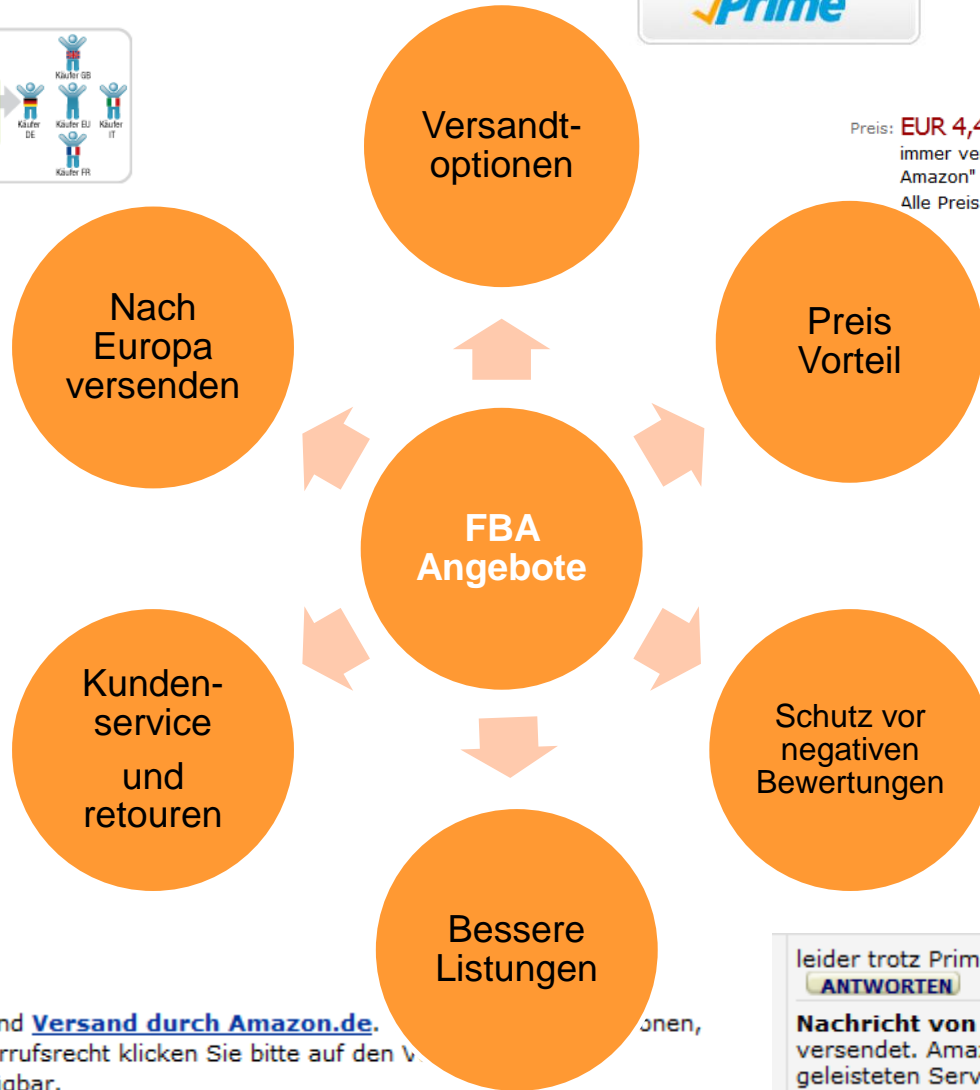 Prime
Käufer GB
Käufer DE
Käufer EU
Käufer IT
Käufer FR
Versandt-
optionen
Preis: EUR 4,4
immer ve
Amazon"
Alle Preis
Nach
Europa
versenden
Preis
Vorteil
FBA
Angebote
Kunden-
service
und
retouren
Schutz vor
negativen
Bewertungen
Bessere
Listungen
leider trotz Prim
ANTWORTEN
nd Versand durch Amazon.de. onen,
rrufsrecht klicken Sie bitte auf den V
gbar.
Nachricht von
versendet. Amaz
geleisteten Serv